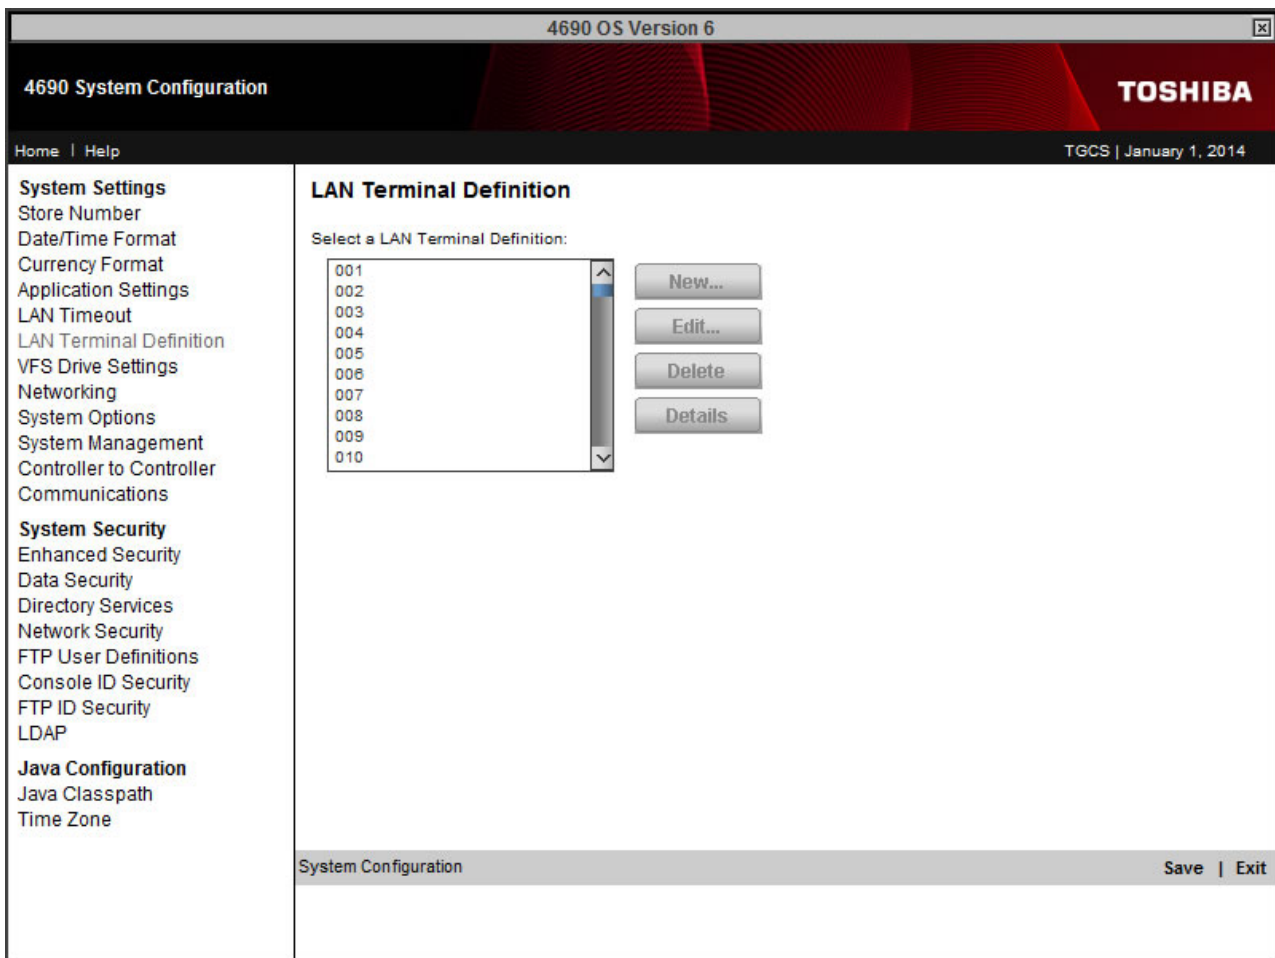 4690 OS Version 6
4690 System Configuration
TOSHIBA
Home | Help
TGCS | January 1, 2014
System Settings
Store Number
Date/Time Format
Currency Format
Application Settings
LAN Timeout
LAN Terminal Definition
VFS Drive Settings
Networking
System Options
System Management
Controller to Controller
Communications
System Security
Enhanced Security
Data Security
Directory Services
Network Security
FTP User Definitions
Console ID Security
FTP ID Security
LDAP
Java Configuration
Java Classpath
Time Zone
LAN Terminal Definition
Select a LAN Terminal Definition:
001
002
003
004
005
006
007
008
009
010
New...
Edit...
Delete
Details
System Configuration
Save | Exit